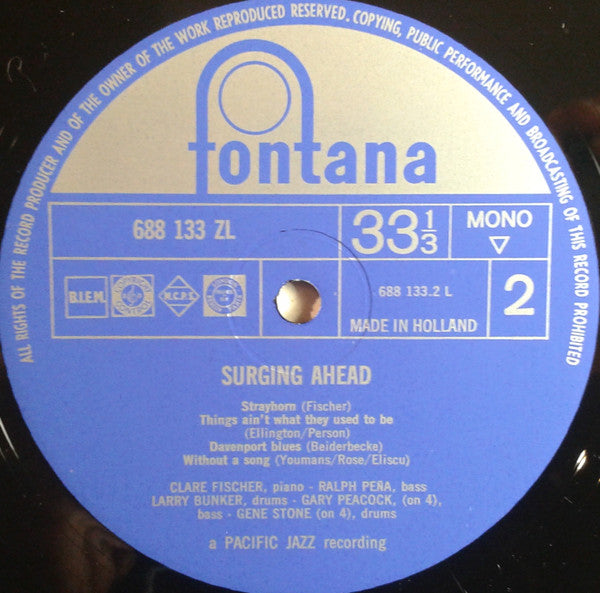 ALL RIGHTS OF THE RECORD PRODUCER AND OF THE OWNER OF THE WORK REPRODUCED RESERVED. COPYING, PUBLIC PERFORMANCE AND BROADCASTING OF THIS RECORD PROHIBITED
fontana
688 133 ZL
33 1/3
MONO
B.I.E.M.
N.C.P.S.
688 133.2 L
MADE IN HOLLAND
2
SURGING AHEAD
Strayhorn (Fischer)
Things ain't what they used to be
(Ellington/Person)
Davenport blues (Beiderbecke)
Without a song (Youmans/Rose/Eliscu)
CLARE FISCHER, piano - RALPH PEÑA, bass
LARRY BUNKER, drums - GARY PEACOCK, (on 4),
bass - GENE STONE (on 4), drums
a PACIFIC JAZZ recording